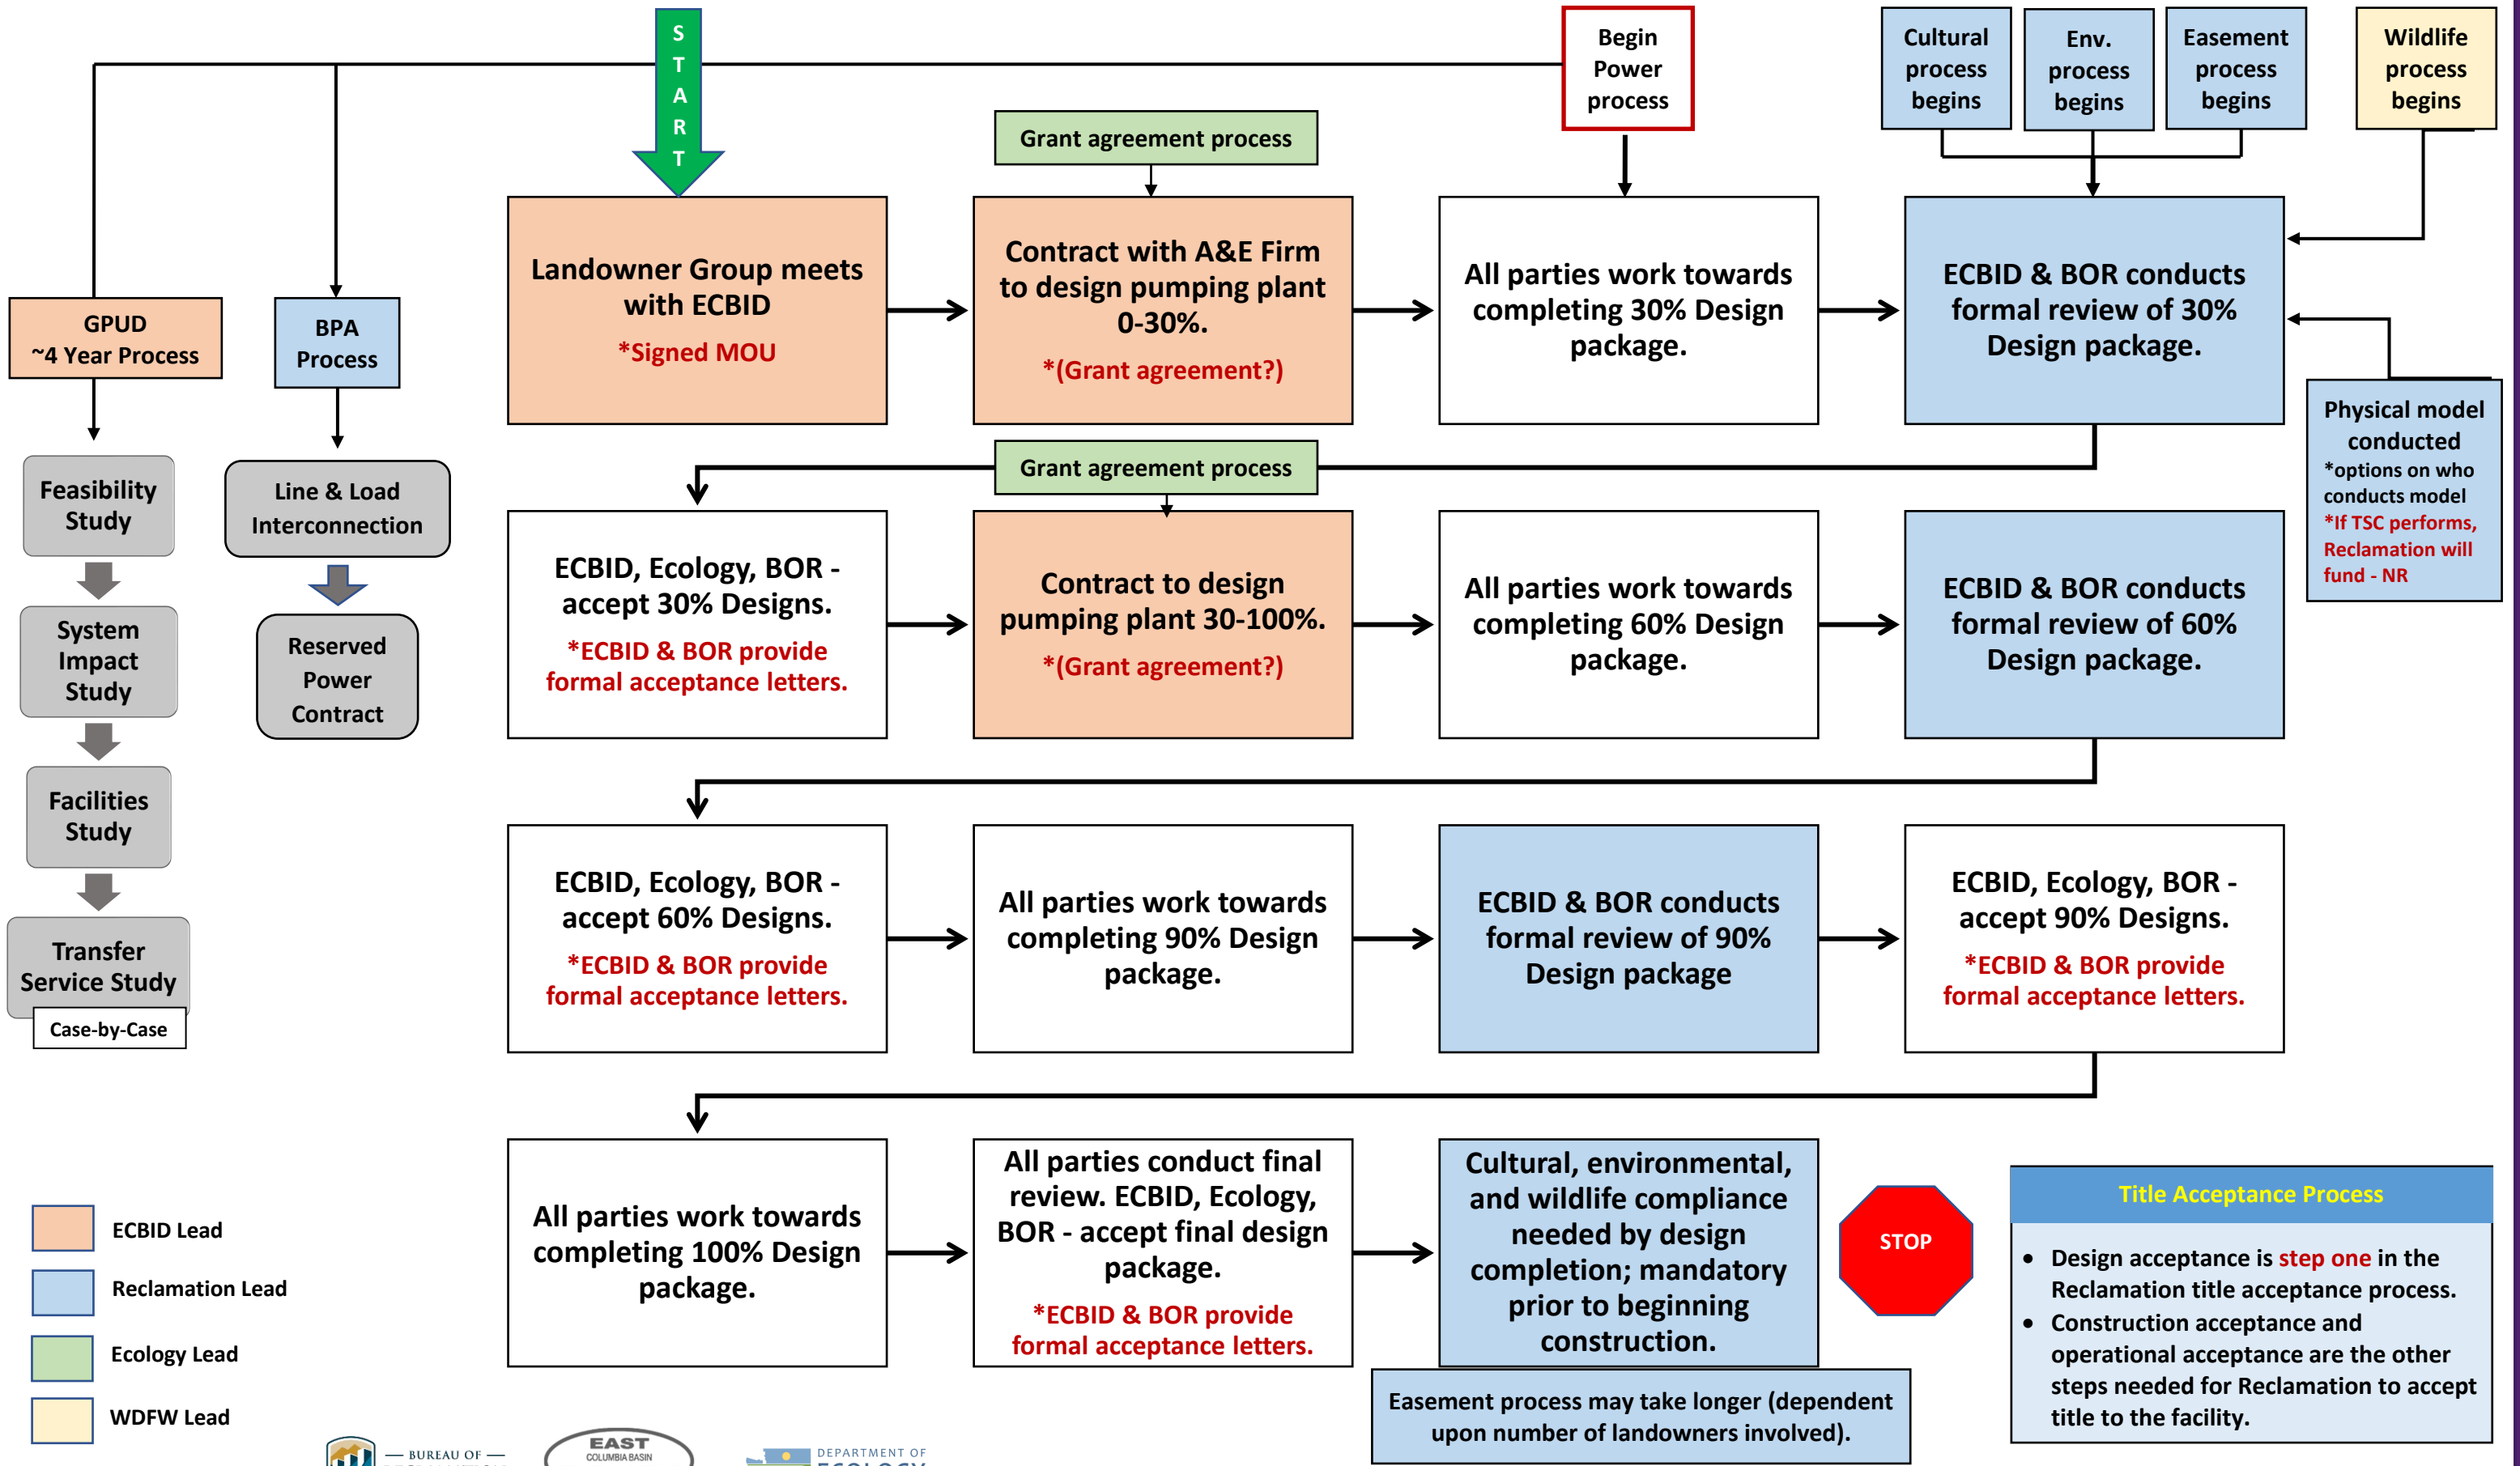 S
T
A
R
T
Begin
Power
process
Cultural
process
begins
Env.
process
begins
Easement
process
begins
Wildlife
process
begins
Grant agreement process
Landowner Group meets
with ECBID
*Signed MOU
Contract with A&E Firm
to design pumping plant
0-30%.
*(Grant agreement?)
All parties work towards
completing 30% Design
package.
ECBID & BOR conducts
formal review of 30%
Design package.
GPUD
~4 Year Process
BPA
Process
Physical model
conducted
*options on who
conducts model
*If TSC performs,
Reclamation will
fund - NR
Grant agreement process
Feasibility
Study
Line & Load
Interconnection
System
Impact
Study
Reserved
Power
Contract
Facilities
Study
Transfer
Service Study
Case-by-Case
ECBID, Ecology, BOR -
accept 30% Designs.
*ECBID & BOR provide
formal acceptance letters.
Contract to design
pumping plant 30-100%.
*(Grant agreement?)
All parties work towards
completing 60% Design
package.
ECBID & BOR conducts
formal review of 60%
Design package.
ECBID, Ecology, BOR -
accept 60% Designs.
*ECBID & BOR provide
formal acceptance letters.
All parties work towards
completing 90% Design
package.
ECBID & BOR conducts
formal review of 90%
Design package
ECBID, Ecology, BOR -
accept 90% Designs.
*ECBID & BOR provide
formal acceptance letters.
All parties work towards
completing 100% Design
package.
All parties conduct final
review. ECBID, Ecology,
BOR - accept final design
package.
*ECBID & BOR provide
formal acceptance letters.
Cultural, environmental,
and wildlife compliance
needed by design
completion; mandatory
prior to beginning
construction.
STOP
Easement process may take longer (dependent
upon number of landowners involved).
Title Acceptance Process
• Design acceptance is step one in the
Reclamation title acceptance process.
• Construction acceptance and
operational acceptance are the other
steps needed for Reclamation to accept
title to the facility.
ECBID Lead
Reclamation Lead
Ecology Lead
WDFW Lead
BUREAU OF
EAST
COLUMBIA BASIN
DEPARTMENT OF
ECOLOGY